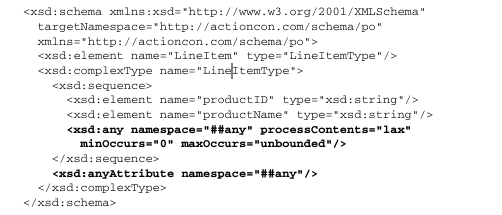 <xsd:schema xmlns:xsd="http://www.w3.org/2001/XMLSchema"
targetNamespace="http://actioncon.com/schema/po"
xmlns="http://actioncon.com/schema/po">
<xsd:element name="LineItem" type="LineItemType"/>
<xsd:complexType name="LineItemType">
<xsd:sequence>
<xsd:element name="productID" type="xsd:string"/>
<xsd:element name="productName" type="xsd:string"/>
<xsd:any namespace="##any" processContents="lax"
minOccurs="0" maxOccurs="unbounded"/>
</xsd:sequence>
<xsd:anyAttribute namespace="##any"/>
</xsd:complexType>
</xsd:schema>